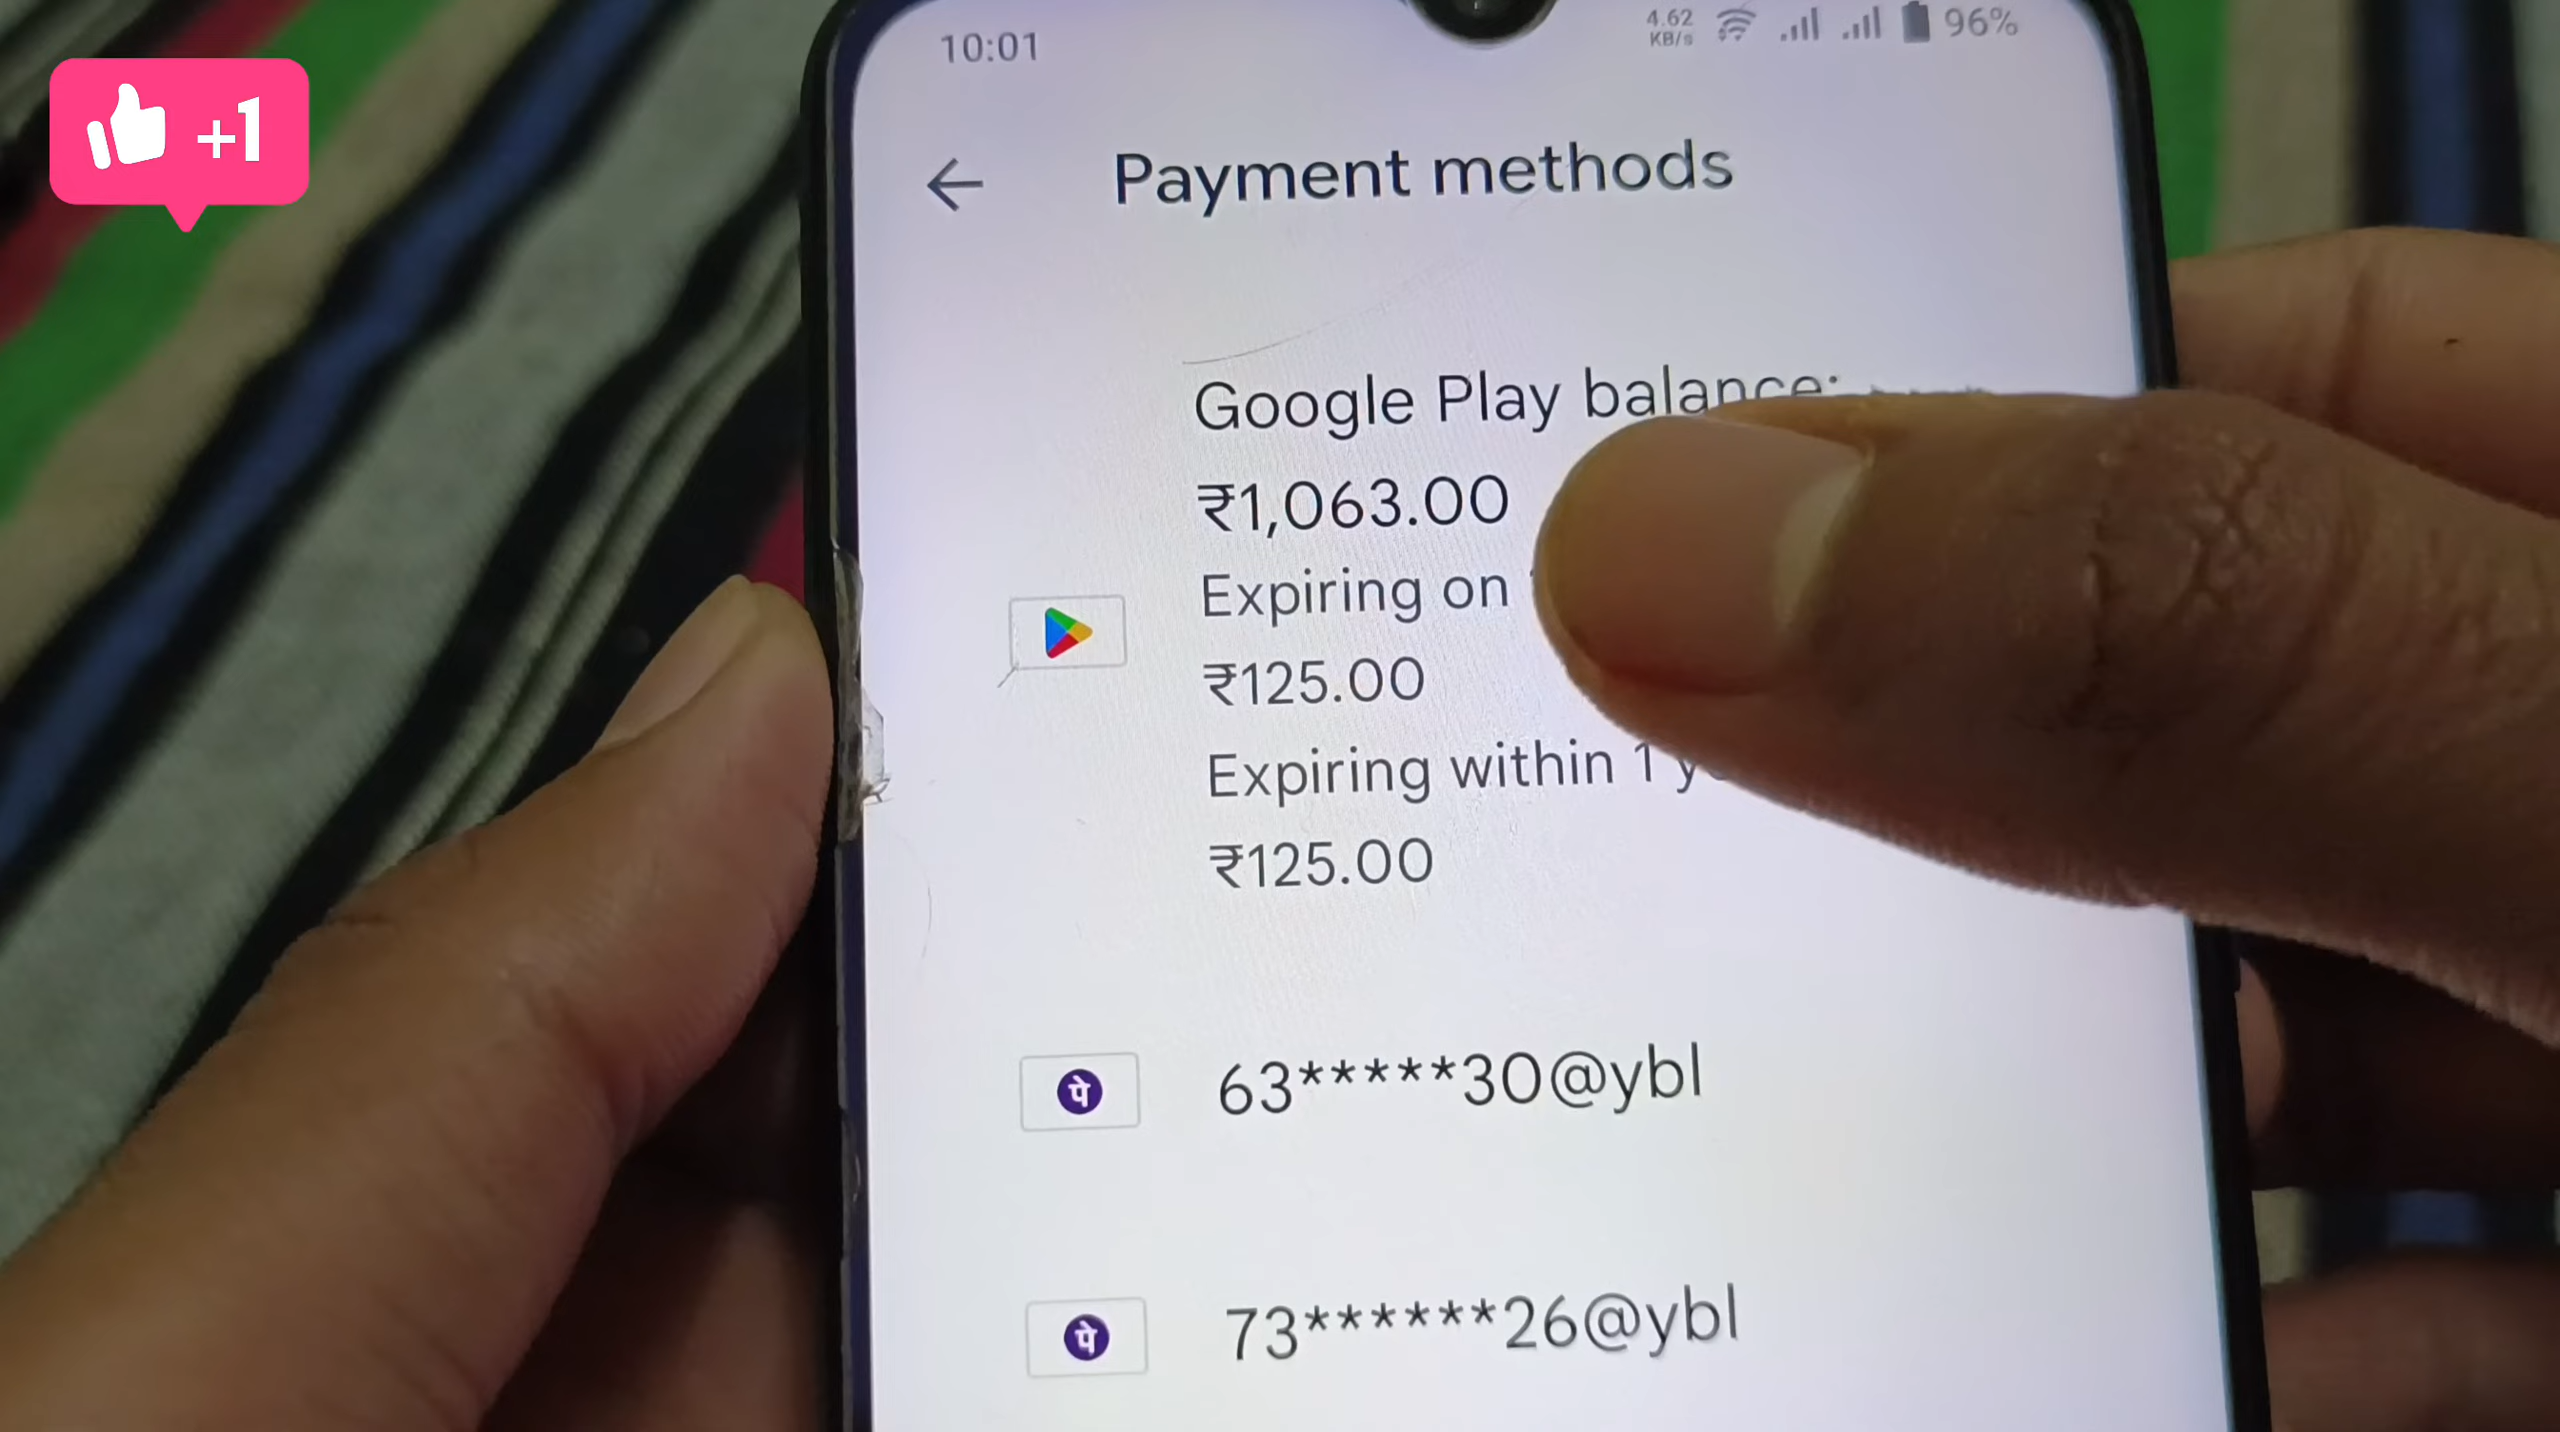 +1
10:01
4.62
KB/s
96%
Payment methods
Google Play balance:
₹1,063.00
Expiring on
₹125.00
Expiring within 1
₹125.00
पे
63*****30@ybl
पे
73******26@ybl